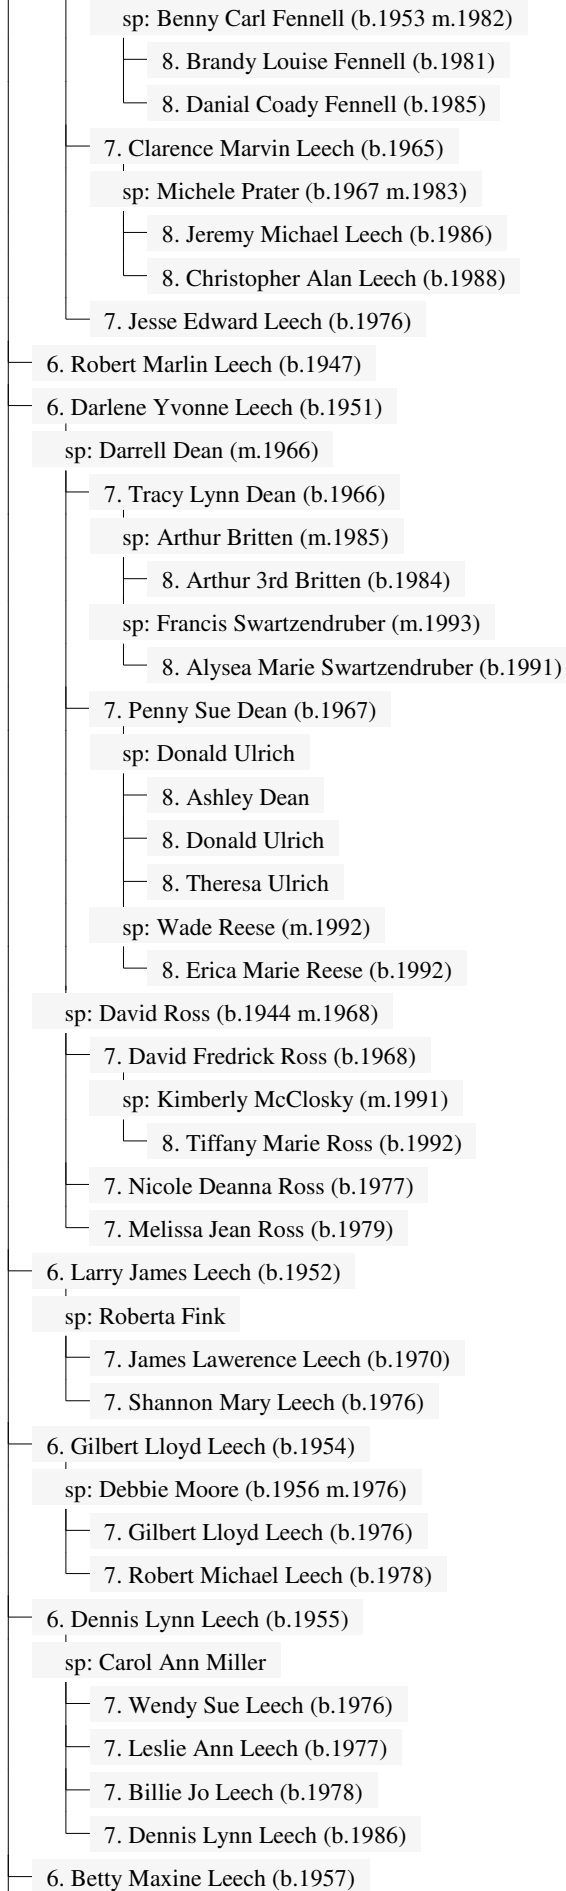 sp: Benny Carl Fennell (b.1953 m.1982)
8. Brandy Louise Fennell (b.1981)
8. Danial Coady Fennell (b.1985)
7. Clarence Marvin Leech (b.1965)
sp: Michele Prater (b.1967 m.1983)
8. Jeremy Michael Leech (b.1986)
8. Christopher Alan Leech (b.1988)
7. Jesse Edward Leech (b.1976)
6. Robert Marlin Leech (b.1947)
6. Darlene Yvonne Leech (b.1951)
sp: Darrell Dean (m.1966)
7. Tracy Lynn Dean (b.1966)
sp: Arthur Britten (m.1985)
8. Arthur 3rd Britten (b.1984)
sp: Francis Swartzendruber (m.1993)
8. Alysea Marie Swartzendruber (b.1991)
7. Penny Sue Dean (b.1967)
sp: Donald Ulrich
8. Ashley Dean
8. Donald Ulrich
8. Theresa Ulrich
sp: Wade Reese (m.1992)
8. Erica Marie Reese (b.1992)
sp: David Ross (b.1944 m.1968)
7. David Fredrick Ross (b.1968)
sp: Kimberly McClosky (m.1991)
8. Tiffany Marie Ross (b.1992)
7. Nicole Deanna Ross (b.1977)
7. Melissa Jean Ross (b.1979)
6. Larry James Leech (b.1952)
sp: Roberta Fink
7. James Lawerence Leech (b.1970)
7. Shannon Mary Leech (b.1976)
6. Gilbert Lloyd Leech (b.1954)
sp: Debbie Moore (b.1956 m.1976)
7. Gilbert Lloyd Leech (b.1976)
7. Robert Michael Leech (b.1978)
6. Dennis Lynn Leech (b.1955)
sp: Carol Ann Miller
7. Wendy Sue Leech (b.1976)
7. Leslie Ann Leech (b.1977)
7. Billie Jo Leech (b.1978)
7. Dennis Lynn Leech (b.1986)
6. Betty Maxine Leech (b.1957)